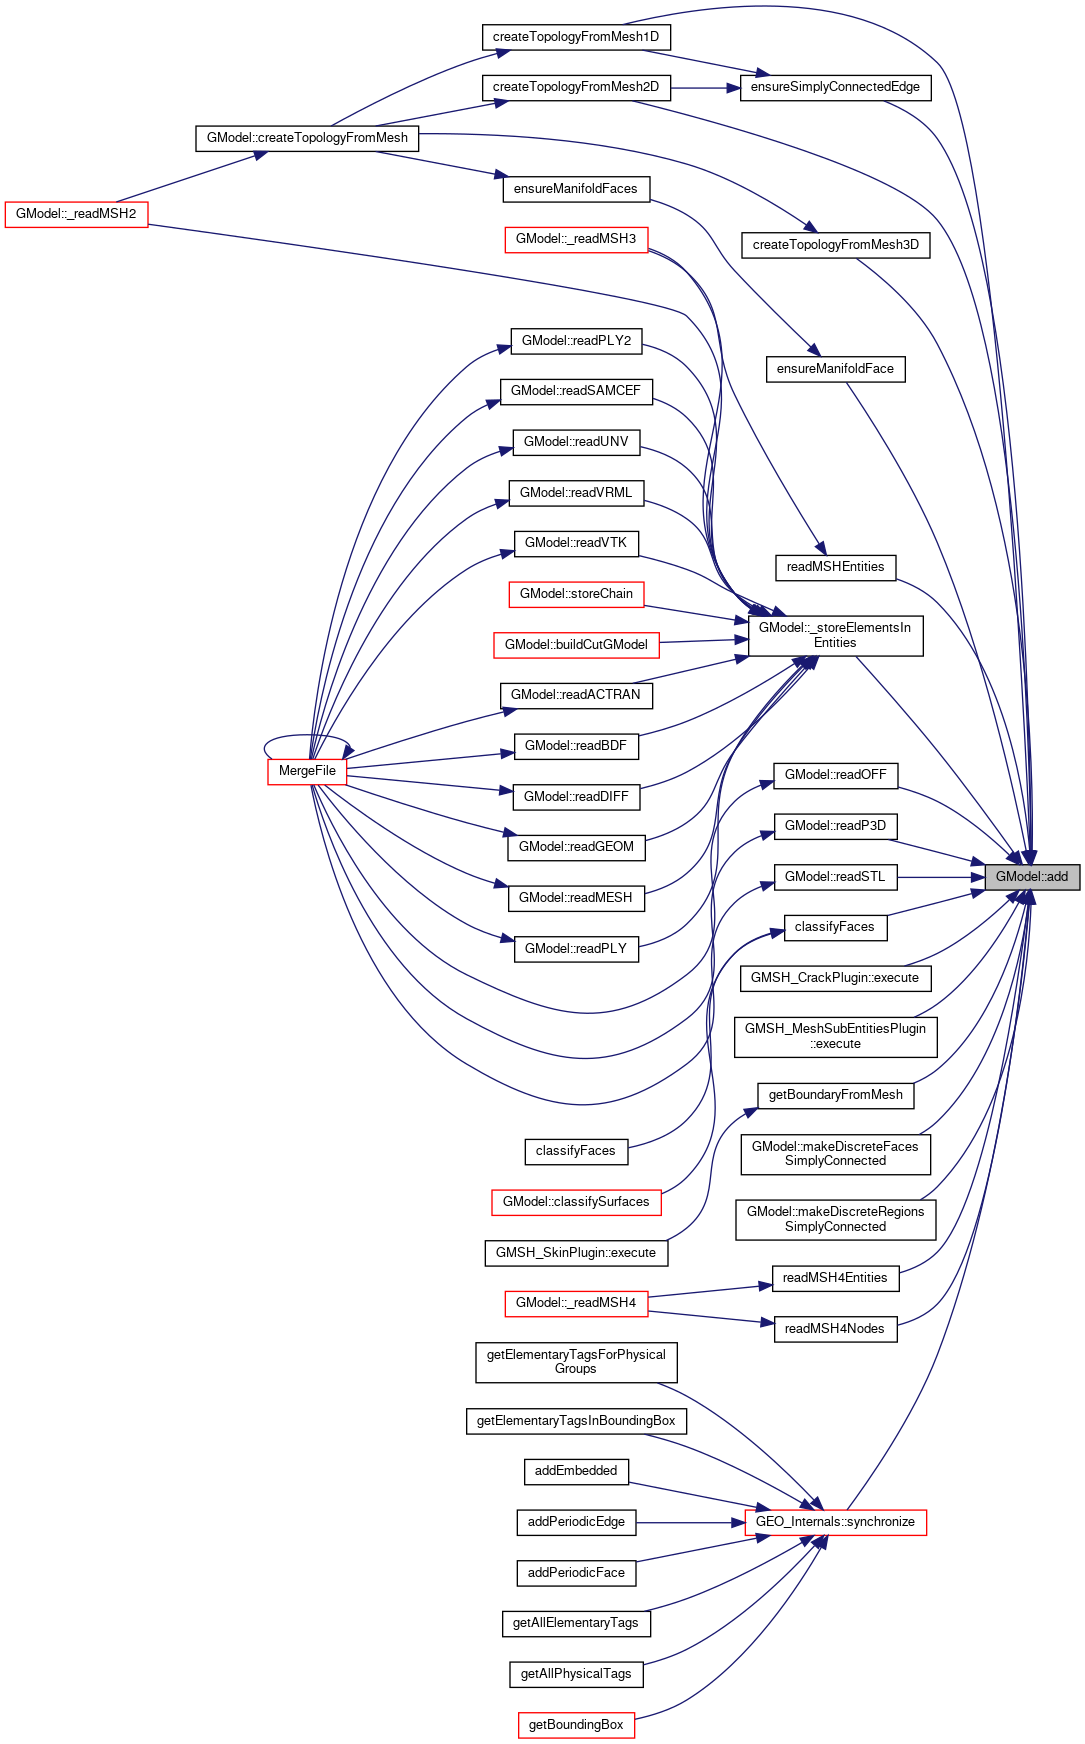 createTopologyFromMesh1D
createTopologyFromMesh2D
ensureSimplyConnectedEdge
GModel::createTopologyFromMesh
ensureManifoldFaces
GModel::_readMSH2
GModel::_readMSH3
createTopologyFromMesh3D
GModel::readPLY2
ensureManifoldFace
GModel::readSAMCEF
GModel::readUNV
GModel::readVRML
GModel::readVTK
readMSHEntities
GModel::storeChain
GModel::_storeElementsIn
Entities
GModel::buildCutGModel
GModel::readACTRAN
GModel::readBDF
MergeFile
GModel::readOFF
GModel::readDIFF
GModel::readP3D
GModel::readGEOM
GModel::readSTL
GModel::add
GModel::readMESH
classifyFaces
GModel::readPLY
GMSH_CrackPlugin::execute
GMSH_MeshSubEntitiesPlugin
::execute
getBoundaryFromMesh
classifyFaces
GModel::makeDiscreteFaces
SimplyConnected
GModel::classifySurfaces
GModel::makeDiscreteRegions
SimplyConnected
GMSH_SkinPlugin::execute
readMSH4Entities
GModel::_readMSH4
readMSH4Nodes
getElementaryTagsForPhysical
Groups
getElementaryTagsInBoundingBox
addEmbedded
addPeriodicEdge
GEO_Internals::synchronize
addPeriodicFace
getAllElementaryTags
getAllPhysicalTags
getBoundingBox